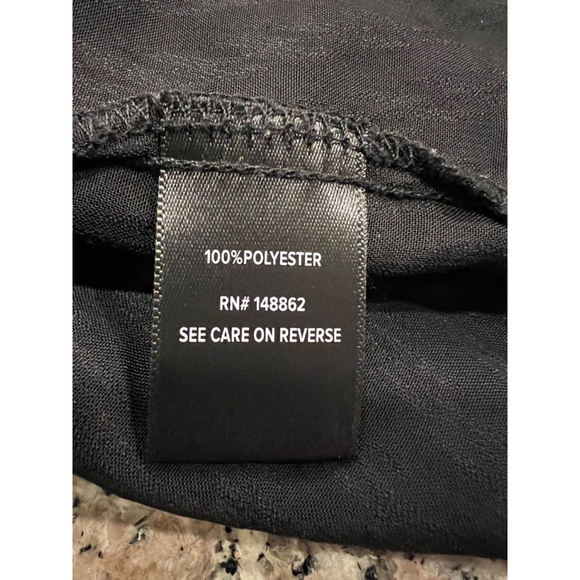 100%POLYESTER
RN# 148862
SEE CARE ON REVERSE